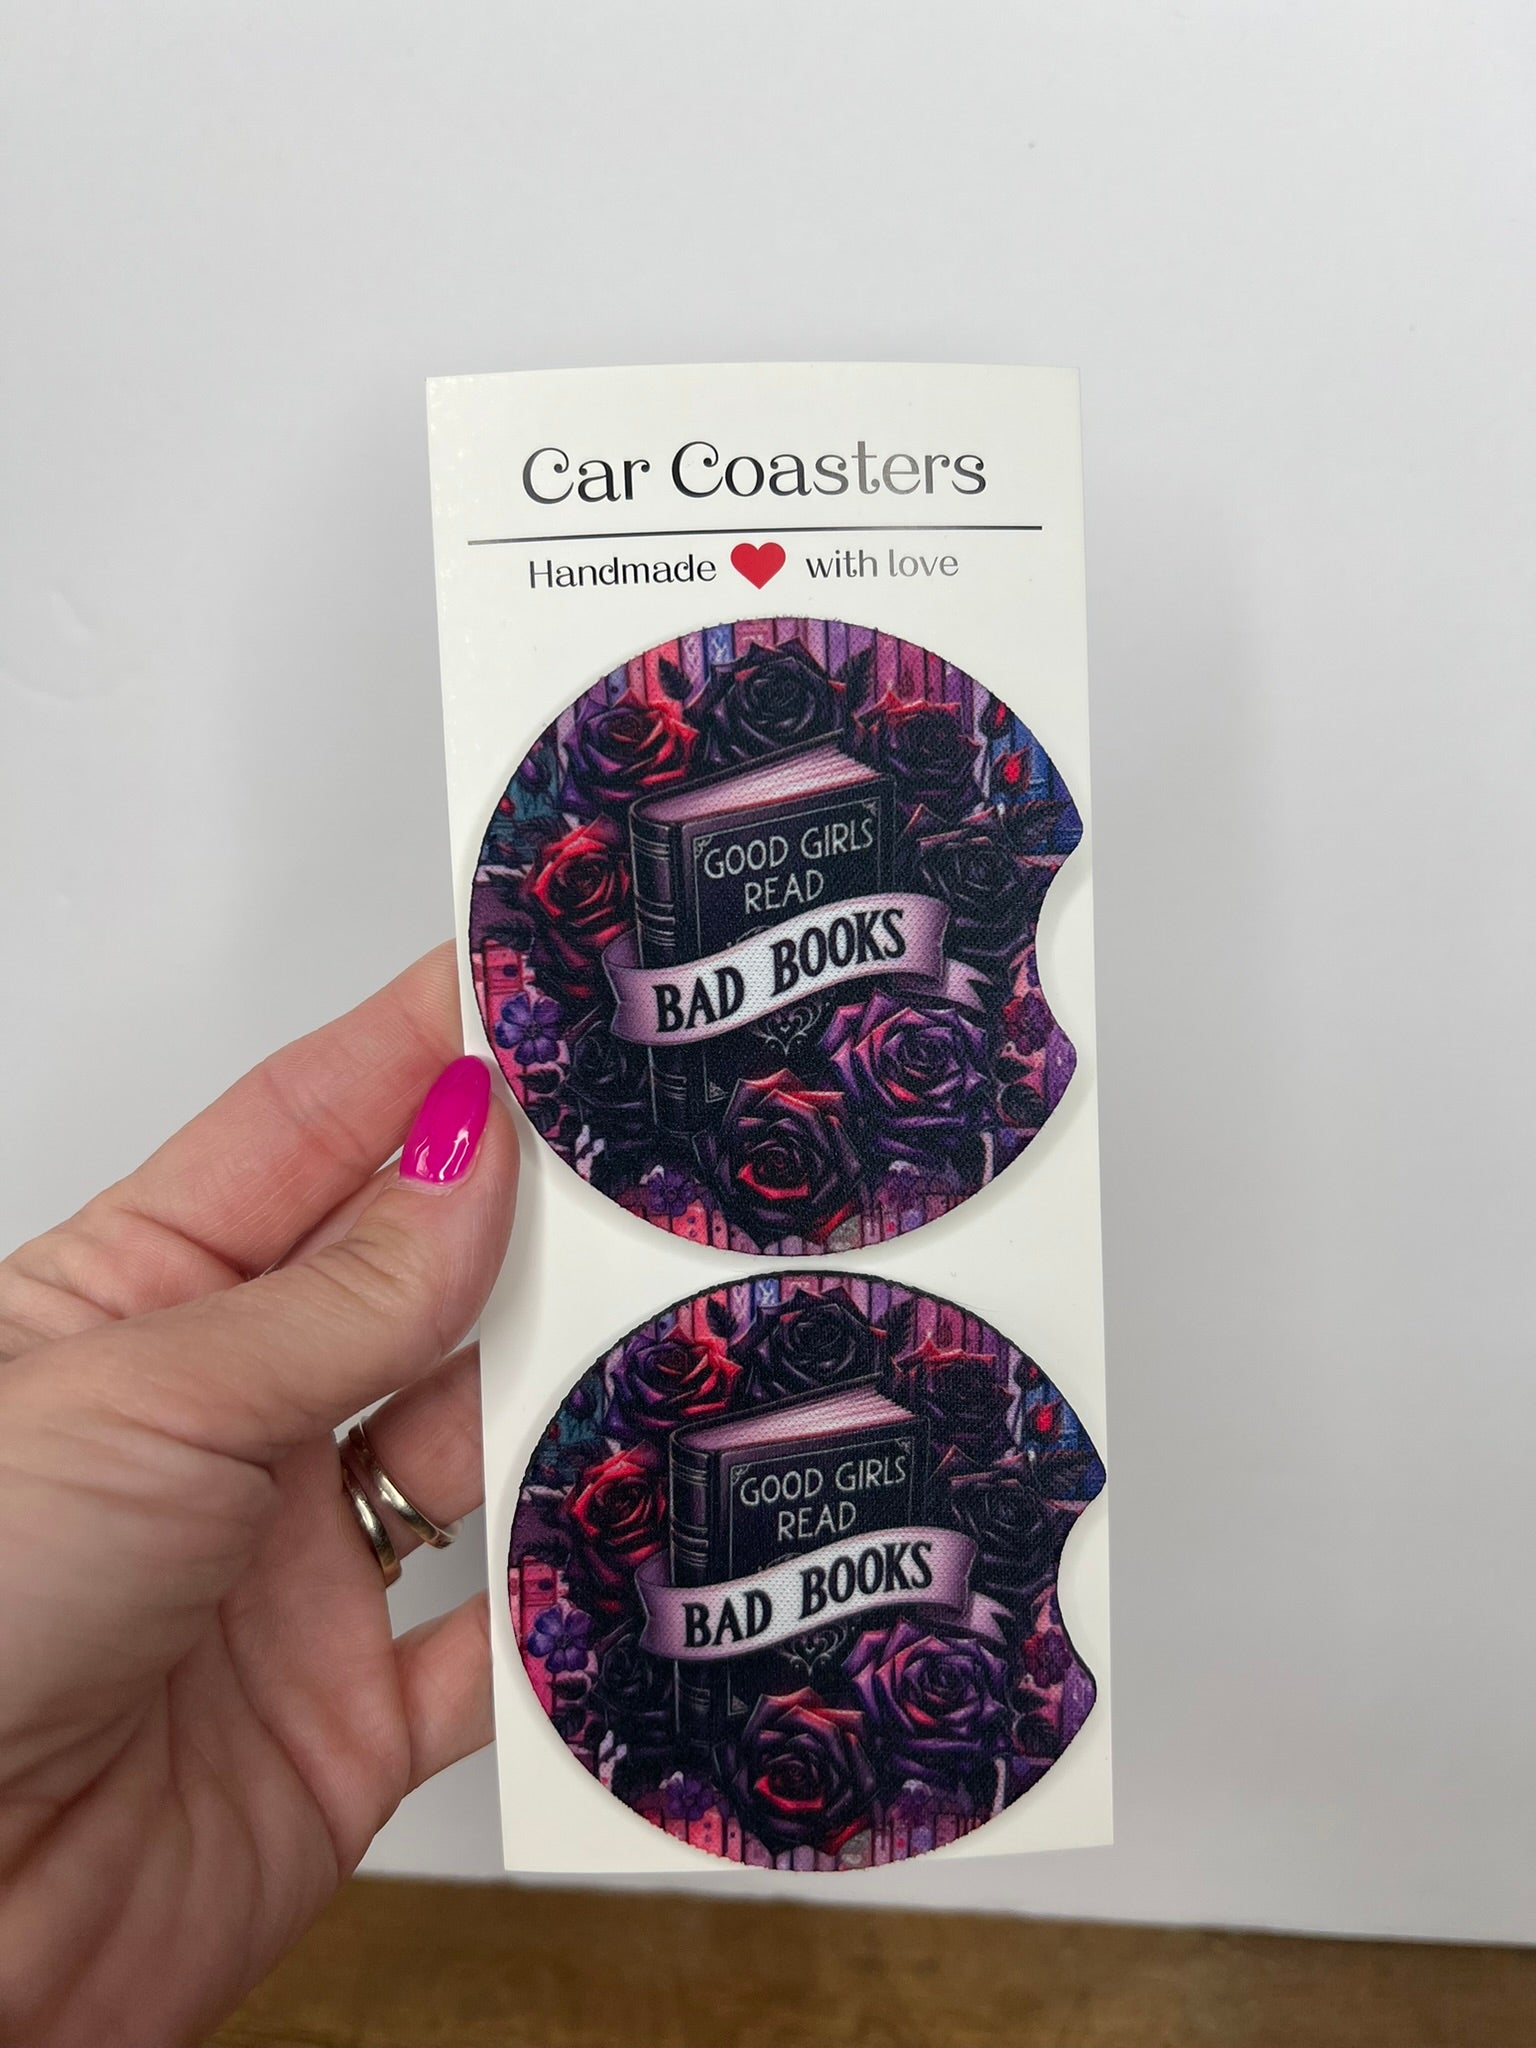 Car Coasters
Handmade with love
GOOD GIRLS
READ
BAD BOOKS
GOOD GIRLS
READ
BAD BOOKS